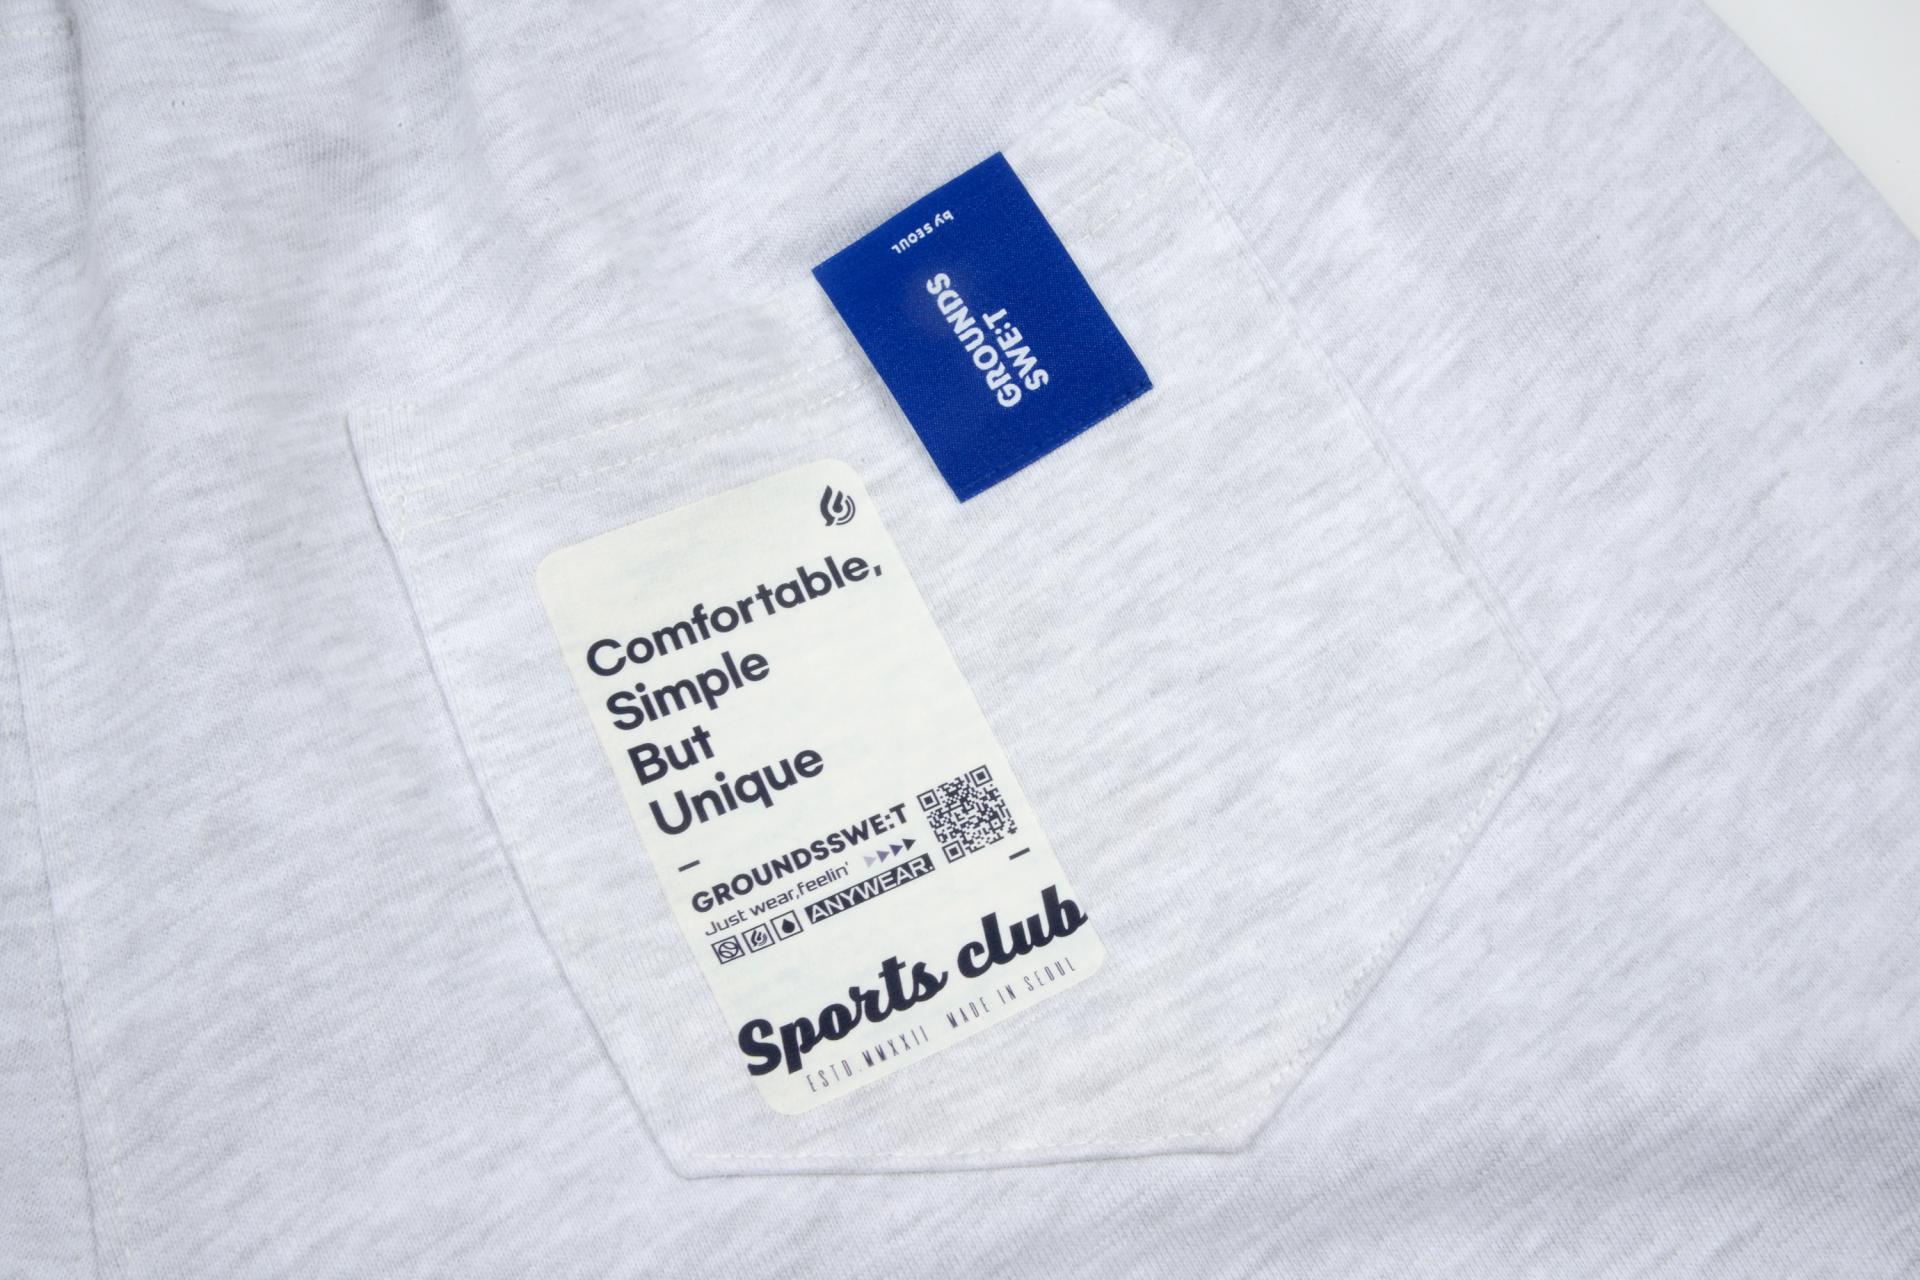 by SEOUL
GROUNDS
SWE:T
Comfortable,
Simple
But
Unique
GROUNDSSWE:T
Just wear,feelin'
ANYWEAR.
Sports club
ESTD.MMXXII MADE IN SEOUL